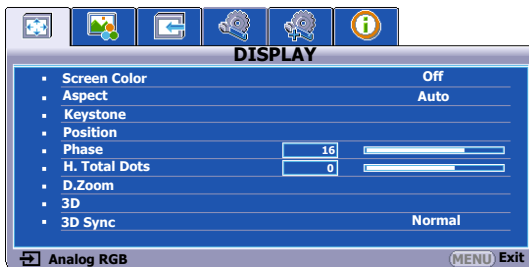 DISPLAY
Screen Color Off
Aspect Auto
Keystone
Position
Phase 16
H. Total Dots 0
D.Zoom
3D
3D Sync Normal
Analog RGB MENU Exit